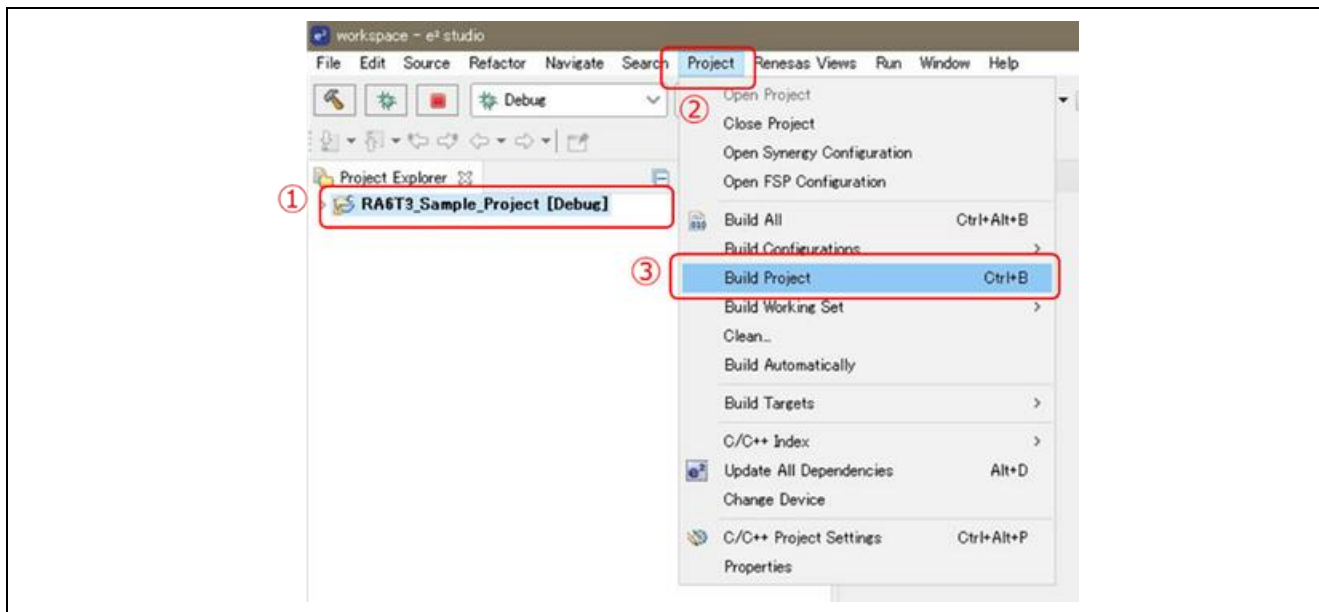 workspace - e² studio
File Edit Source Refactor Navigate Search Project Renesas Views Run Window Help
Debug
②
Open Project
Close Project
Open Synergy Configuration
Project Explorer
Open FSP Configuration
①
RA6T3_Sample_Project [Debug]
Build All Ctrl+Alt+B
Build Configurations
③
Build Project Ctrl+B
Build Working Set
Clean...
Build Automatically
Build Targets
C/C++ Index
Update All Dependencies Alt+D
Change Device
C/C++ Project Settings Ctrl+Alt+P
Properties